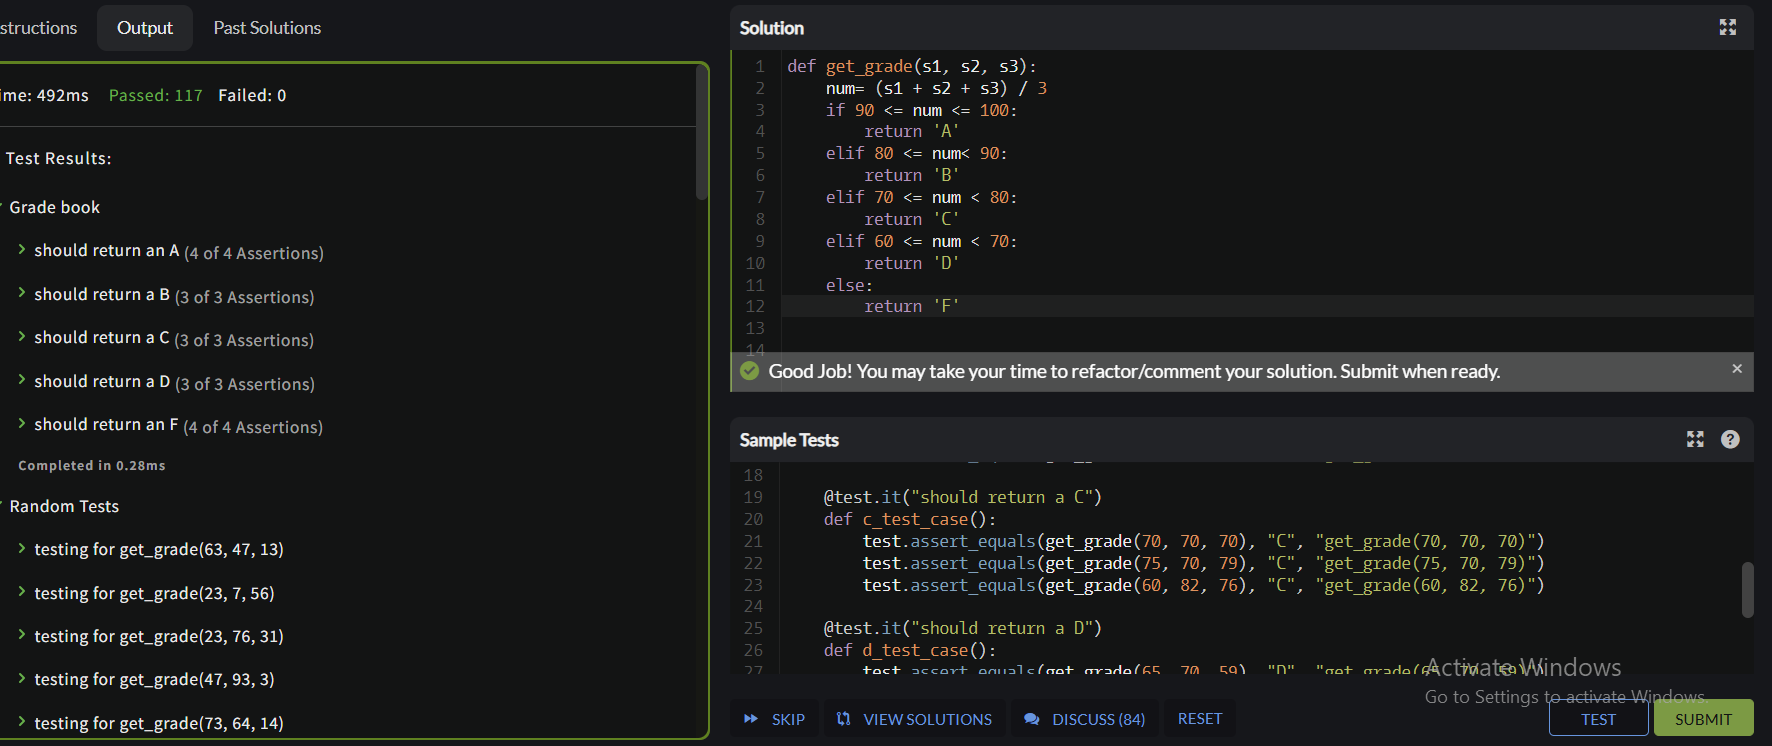 structions Output Past Solutions
ime: 492ms Passed: 117 Failed: 0
Test Results:
Grade book
should return an A (4 of 4 Assertions)
should return a B (3 of 3 Assertions)
should return a C (3 of 3 Assertions)
should return a D (3 of 3 Assertions)
should return an F (4 of 4 Assertions)
Completed in 0.28ms
Random Tests
testing for get_grade(63, 47, 13)
testing for get_grade(23, 7, 56)
testing for get_grade(23, 76, 31)
testing for get_grade(47, 93, 3)
testing for get_grade(73, 64, 14)
Solution
1 def get_grade(s1, s2, s3):
2 num= (s1 + s2 + s3) / 3
3 if 90 <= num <= 100:
4 return 'A'
5 elif 80 <= num< 90:
6 return 'B'
7 elif 70 <= num < 80:
8 return 'C'
9 elif 60 <= num < 70:
10 return 'D'
11 else:
12 return 'F'
13
14
Good Job! You may take your time to refactor/comment your solution. Submit when ready.
Sample Tests
18
19 @test.it("should return a C")
20 def c_test_case():
21 test.assert_equals(get_grade(70, 70, 70), "C", "get_grade(70, 70, 70)")
22 test.assert_equals(get_grade(75, 70, 79), "C", "get_grade(75, 70, 79)")
23 test.assert_equals(get_grade(60, 82, 76), "C", "get_grade(60, 82, 76)")
24
25 @test.it("should return a D")
26 def d_test_case():
27 test.assert_equals(get_grade(65, 70, 59), "D", "get_grade(65, 70, 59)")
Activate Windows
Go to Settings to activate Windows.
SKIP VIEW SOLUTIONS DISCUSS (84) RESET TEST SUBMIT